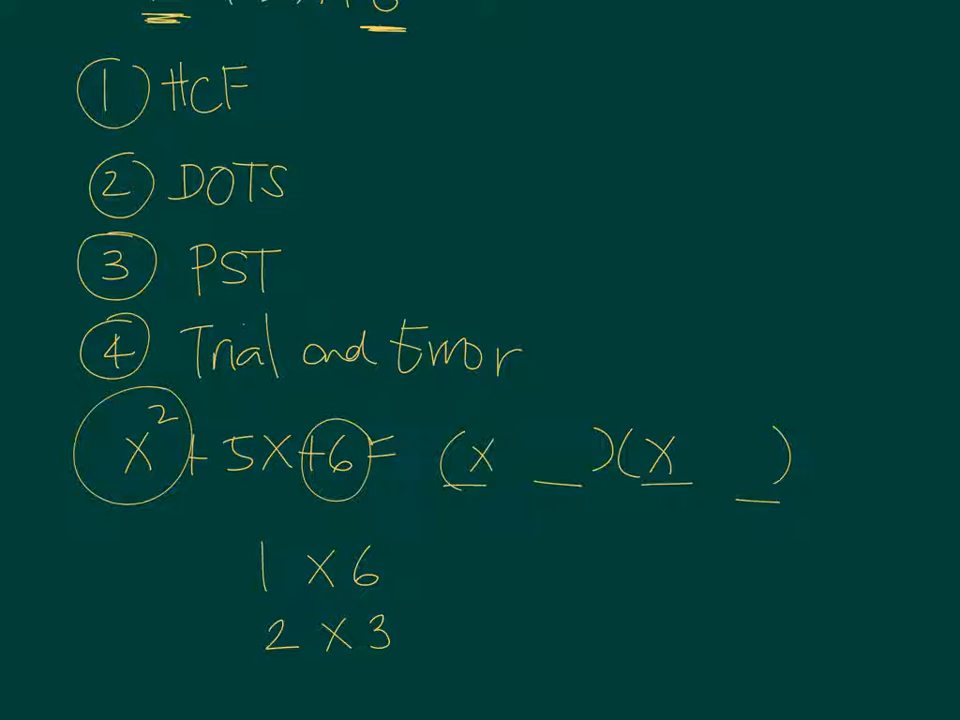 ① HCF
② DOTS
③ PST
④ Trial and Error
x² + 5x + 6 = (x __)(x __)
1 × 6
2 × 3